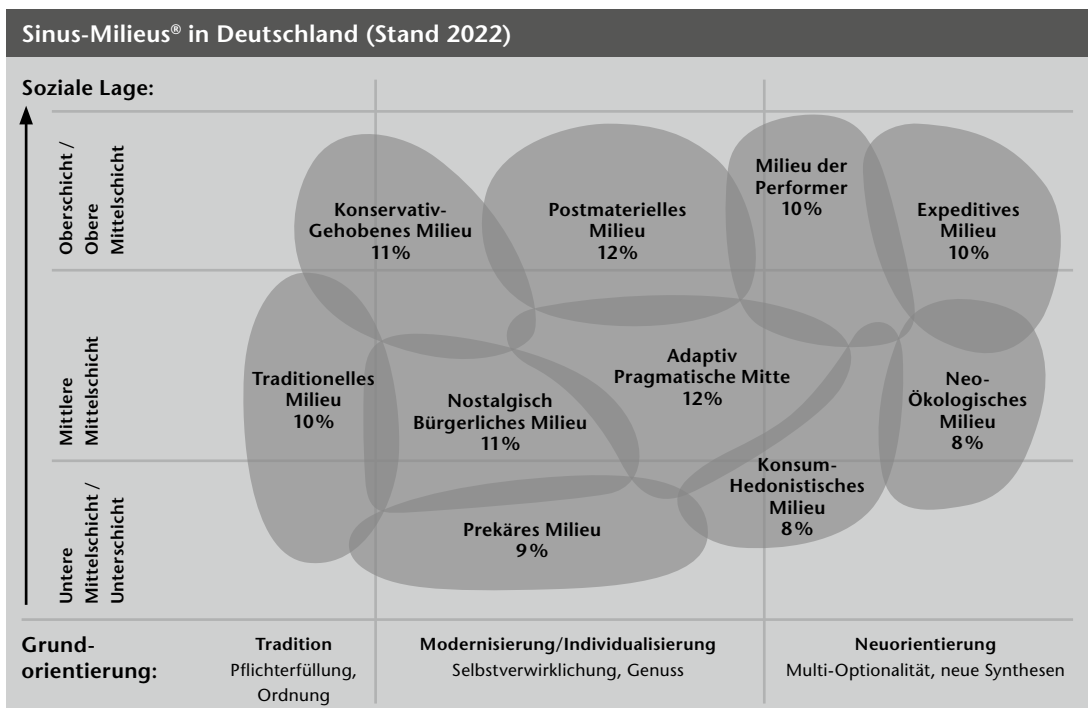 Sinus-Milieus® in Deutschland (Stand 2022)
Soziale Lage:
Oberschicht /
Obere
Mittelschicht
Mittlere
Mittelschicht
Untere
Mittelschicht /
Unterschicht
Konservativ-
Gehobenes Milieu
11%
Postmaterielles
Milieu
12%
Milieu der
Performer
10%
Expeditives
Milieu
10%
Traditionelles
Milieu
10%
Nostalgisch
Bürgerliches Milieu
11%
Adaptiv
Pragmatische Mitte
12%
Neo-
Ökologisches
Milieu
8%
Konsum-
Hedonistisches
Milieu
8%
Prekäres Milieu
9%
Grund-
orientierung:
Tradition
Pflichterfüllung,
Ordnung
Modernisierung/Individualisierung
Selbstverwirklichung, Genuss
Neuorientierung
Multi-Optionalität, neue Synthesen